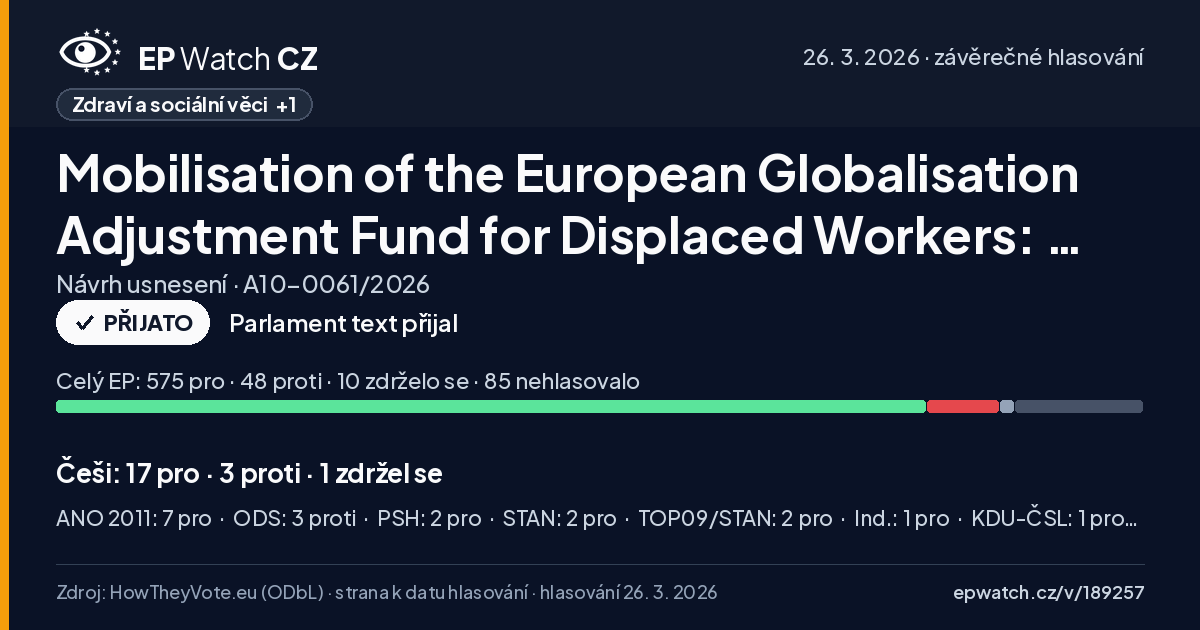 EP Watch CZ
26. 3. 2026 · závěrečné hlasování
Zdraví a sociální věci +1
Mobilisation of the European Globalisation
Adjustment Fund for Displaced Workers: …
Návrh usnesení · A10-0061/2026
✓ PŘIJATO Parlament text přijal
Celý EP: 575 pro · 48 proti · 10 zdrželo se · 85 nehlasovalo
Češi: 17 pro · 3 proti · 1 zdržel se
ANO 2011: 7 pro · ODS: 3 proti · PSH: 2 pro · STAN: 2 pro · TOP09/STAN: 2 pro · Ind.: 1 pro · KDU-ČSL: 1 pro…
Zdroj: HowTheyVote.eu (ODbL) · strana k datu hlasování · hlasování 26. 3. 2026
epwatch.cz/v/189257